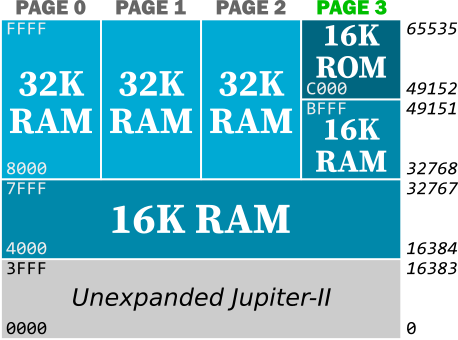 PAGE 0 PAGE 1 PAGE 2 PAGE 3
FFFF 65535
16K
ROM
32K
RAM
32K
RAM
32K
RAM
C000 49152
BFFF 49151
16K
RAM
8000 32768
7FFF 32767
16K RAM
4000 16384
3FFF 16383
Unexpanded Jupiter-II
0000 0